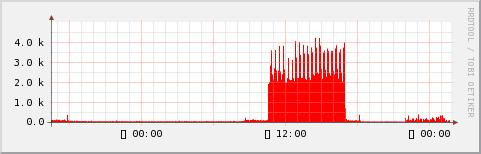 4.0 k
3.0 k
2.0 k
1.0 k
0.0
00:00
12:00
00:00
RRDTOOL / TOBI OETIKER